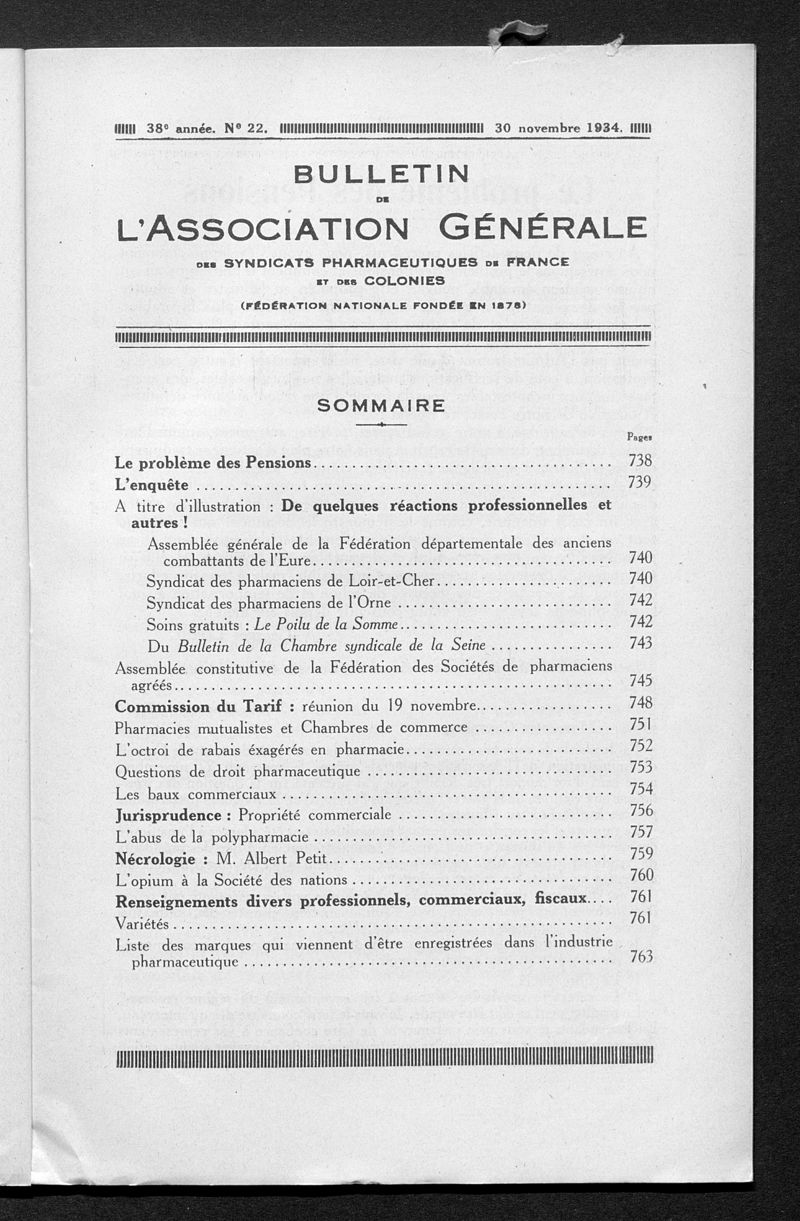 38e année. No 22. 30 novembre 1934.
BULLETIN
DE
L'ASSOCIATION GÉNÉRALE
DES SYNDICATS PHARMACEUTIQUES DE FRANCE
ET DES COLONIES
(FÉDÉRATION NATIONALE FONDÉE EN 1878)
SOMMAIRE
Pages
Le problème des Pensions........................................ 738
L'enquête ...................................................... 739
A titre d'illustration : De quelques réactions professionnelles et
autres !
Assemblée générale de la Fédération départementale des anciens
combattants de l'Eure....................................... 740
Syndicat des pharmaciens de Loir-et-Cher....................... 740
Syndicat des pharmaciens de l'Orne ............................ 742
Soins gratuits : Le Poilu de la Somme............................ 742
Du Bulletin de la Chambre syndicale de la Seine ................ 743
Assemblée constitutive de la Fédération des Sociétés de pharmaciens
agréés......................................................... 745
Commission du Tarif : réunion du 19 novembre.................. 748
Pharmacies mutualistes et Chambres de commerce .................. 751
L'octroi de rabais éxagérés en pharmacie........................... 752
Questions de droit pharmaceutique ................................ 753
Les baux commerciaux ........................................... 754
Jurisprudence : Propriété commerciale ............................ 756
L'abus de la polypharmacie ....................................... 757
Nécrologie : M. Albert Petit..................................... 759
L'opium à la Société des nations .................................. 760
Renseignements divers professionnels, commerciaux, fiscaux.... 761
Variétés ......................................................... 761
Liste des marques qui viennent d'être enregistrées dans l'industrie
pharmaceutique ................................................ 763